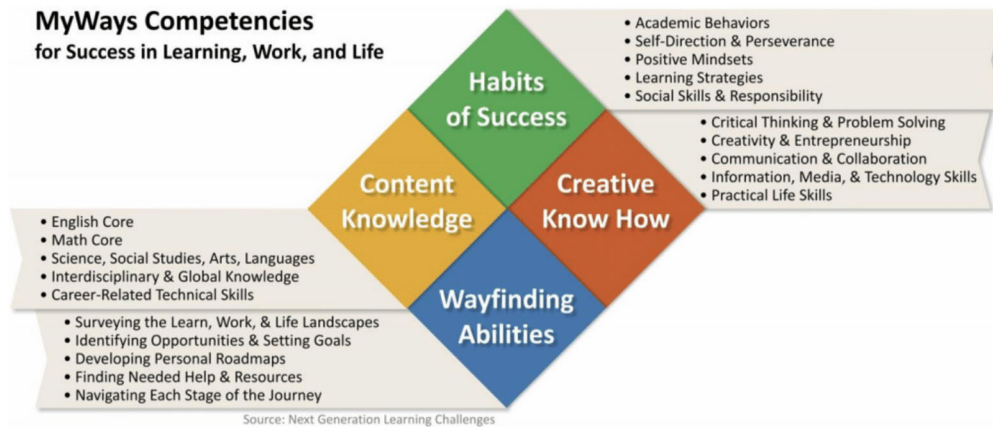 MyWays Competencies
for Success in Learning, Work, and Life
Habits
of Success
• Academic Behaviors
• Self-Direction & Perseverance
• Positive Mindsets
• Learning Strategies
• Social Skills & Responsibility
Creative
Know How
• Critical Thinking & Problem Solving
• Creativity & Entrepreneurship
• Communication & Collaboration
• Information, Media, & Technology Skills
• Practical Life Skills
Content
Knowledge
• English Core
• Math Core
• Science, Social Studies, Arts, Languages
• Interdisciplinary & Global Knowledge
• Career-Related Technical Skills
Wayfinding
Abilities
• Surveying the Learn, Work, & Life Landscapes
• Identifying Opportunities & Setting Goals
• Developing Personal Roadmaps
• Finding Needed Help & Resources
• Navigating Each Stage of the Journey
Source: Next Generation Learning Challenges